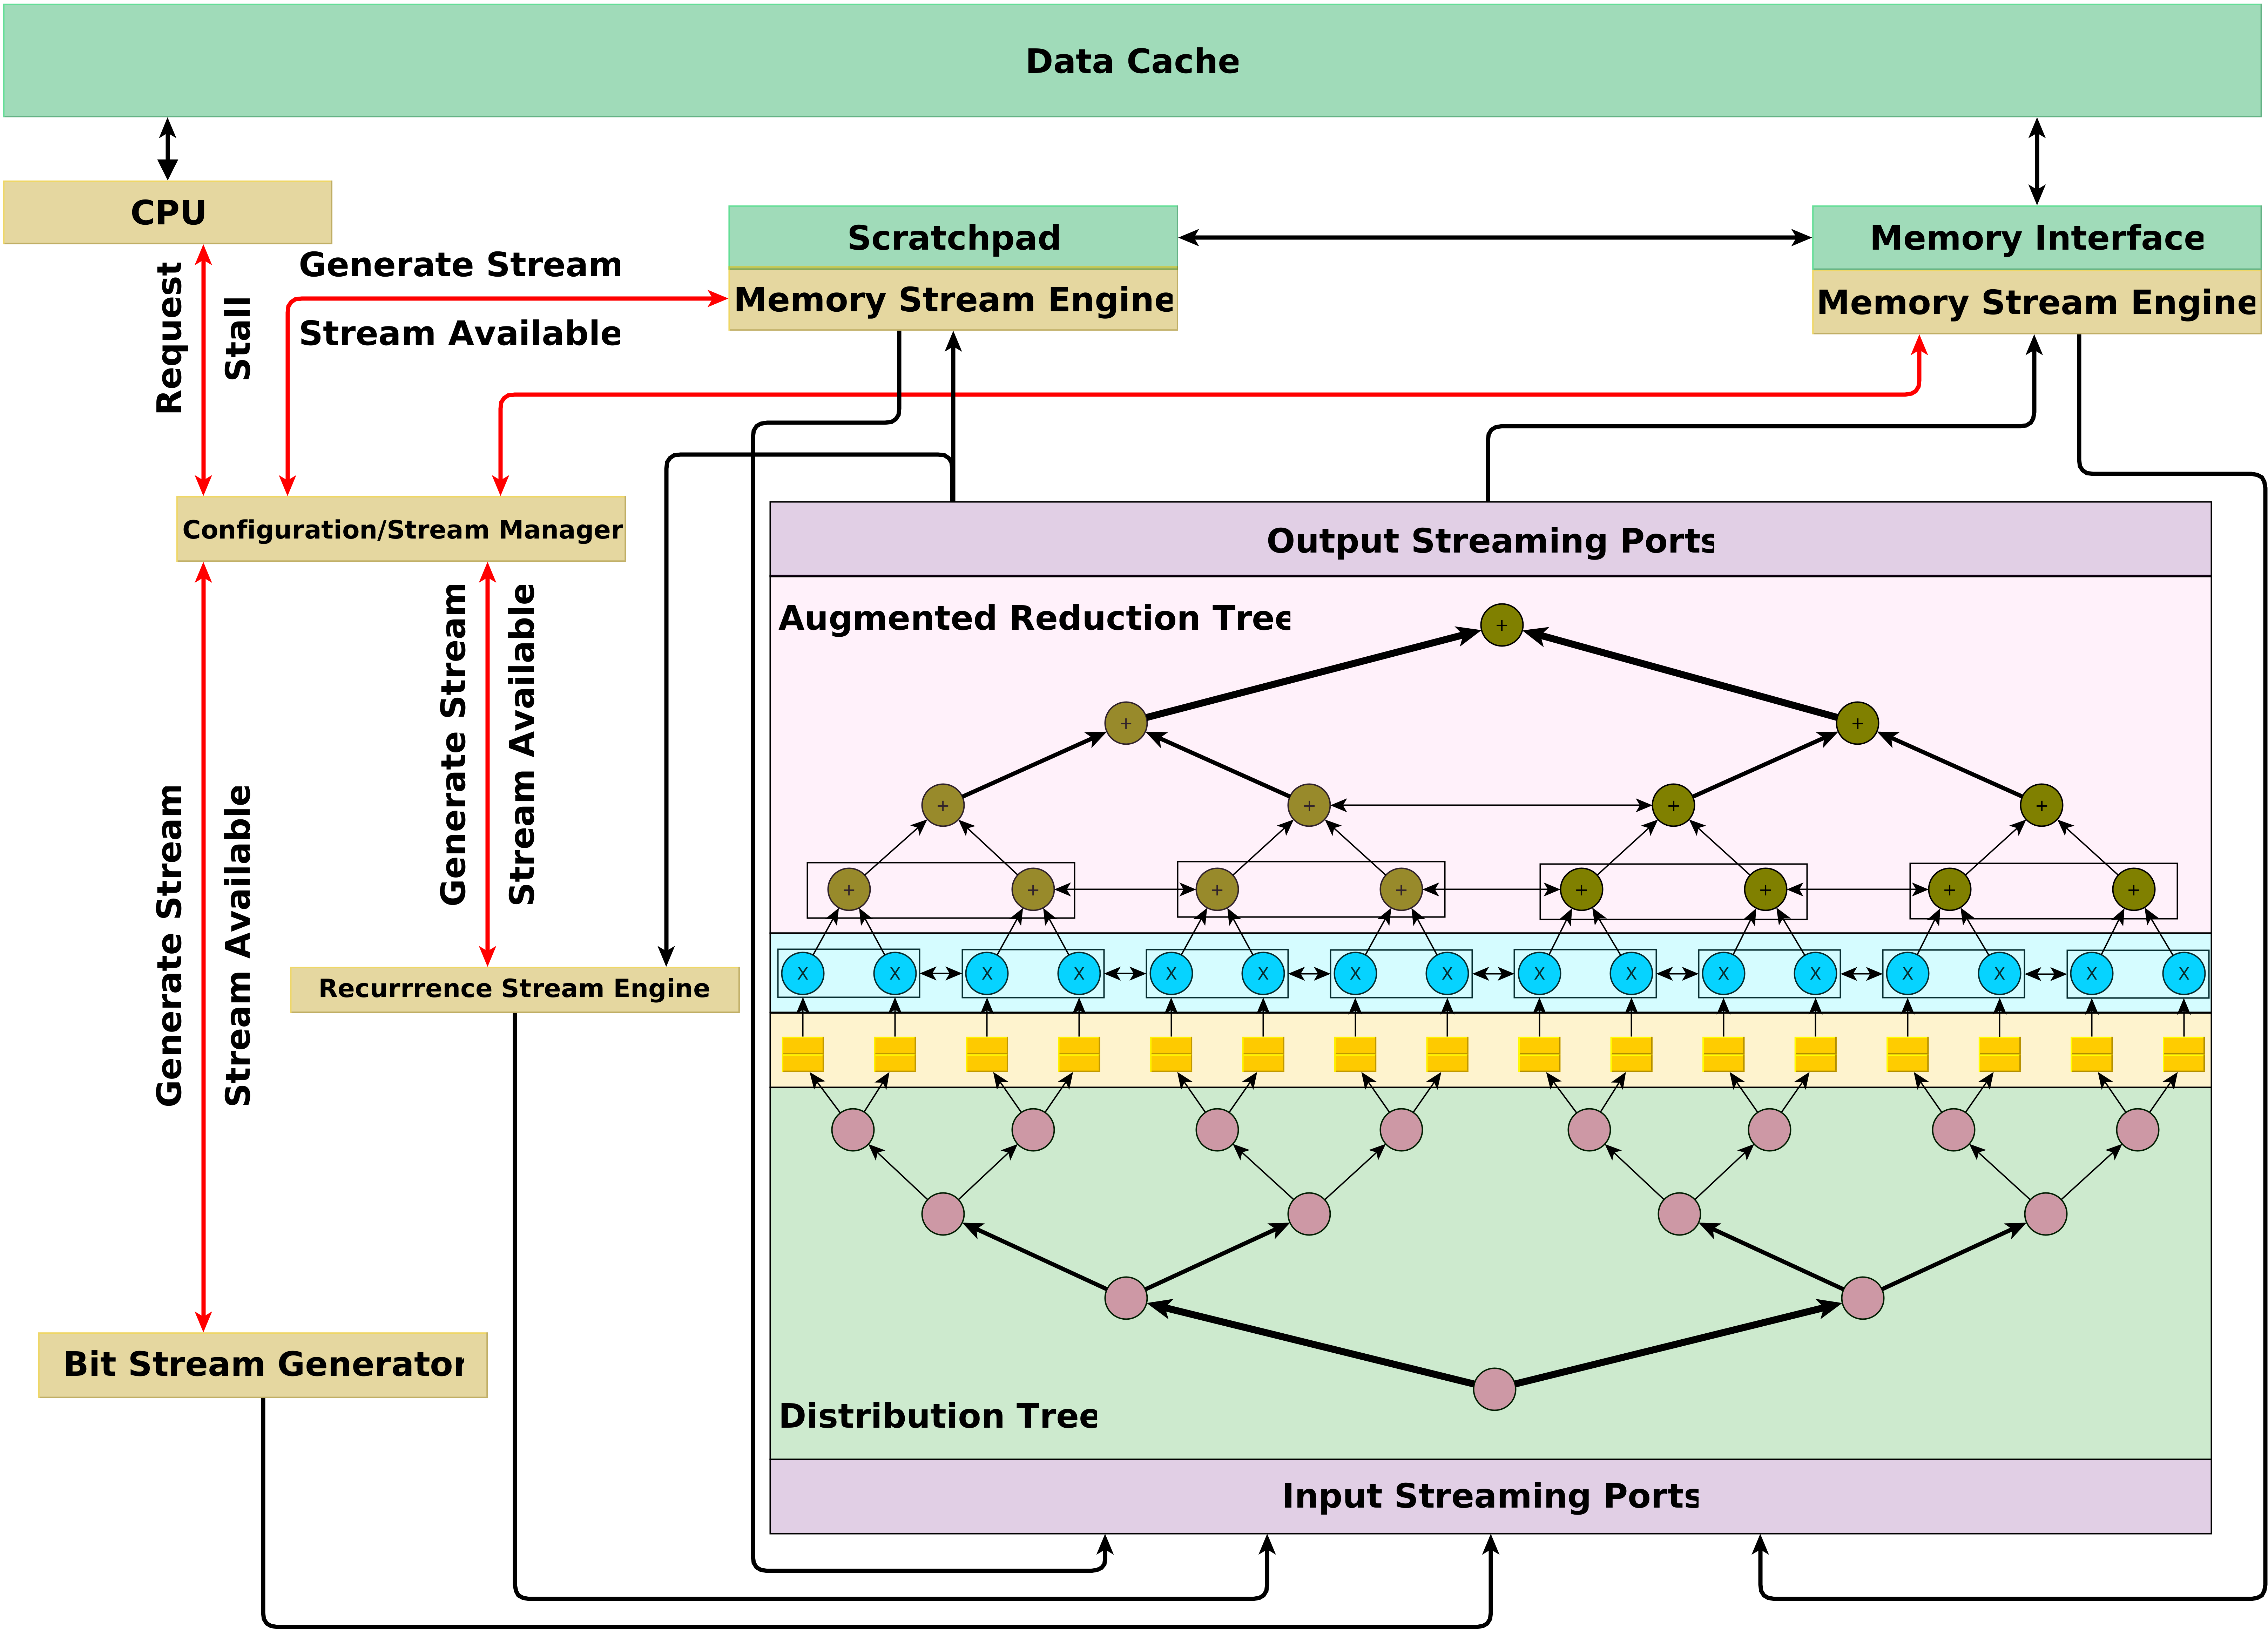 Data Cache
CPU
Scratchpad
Memory Interface
Generate Stream
Memory Stream Engine
Memory Stream Engine
Request
Stall
Stream Available
Configuration/Stream Manager
Output Streaming Ports
Generate Stream
Stream Available
Augmented Reduction Tree
+
+ +
+ + + +
+ + + + + + + +
Generate Stream
Stream Available
X X X X X X X X X X X X X X X X
Recurrrence Stream Engine
Bit Stream Generator
Distribution Tree
Input Streaming Ports